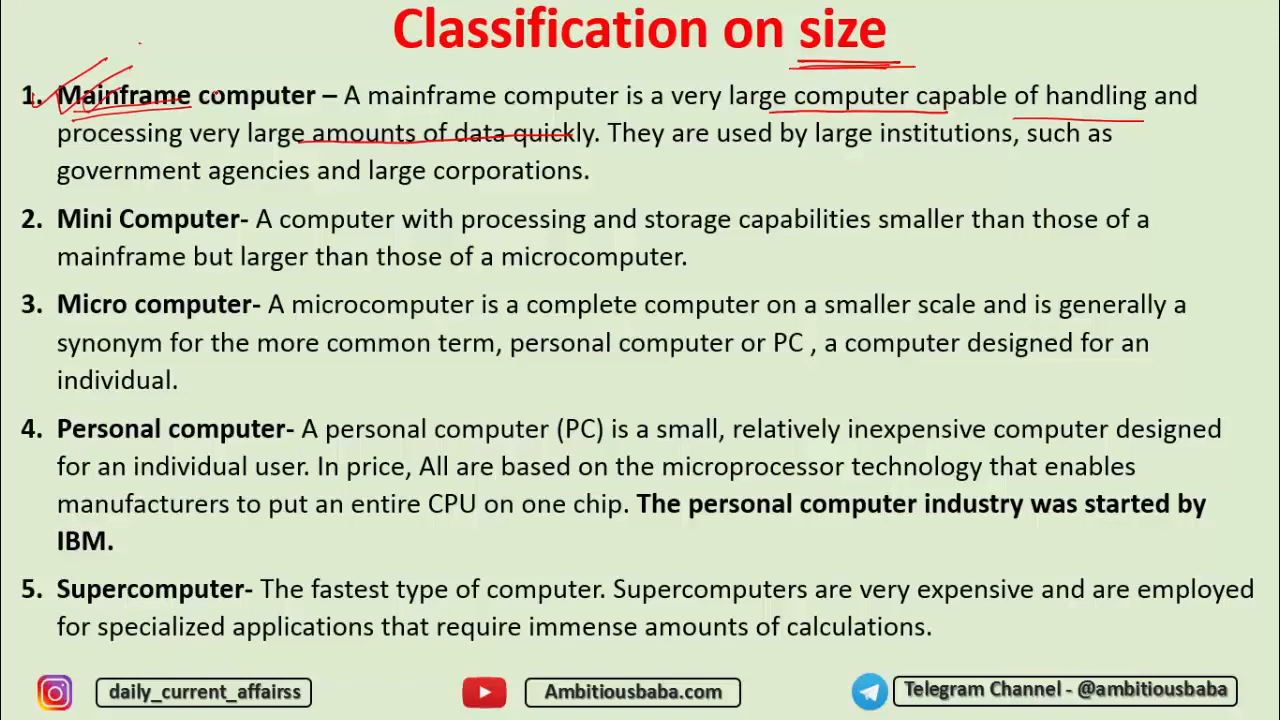 Classification on size
1. Mainframe computer – A mainframe computer is a very large computer capable of handling and
processing very large amounts of data quickly. They are used by large institutions, such as
government agencies and large corporations.
2. Mini Computer- A computer with processing and storage capabilities smaller than those of a
mainframe but larger than those of a microcomputer.
3. Micro computer- A microcomputer is a complete computer on a smaller scale and is generally a
synonym for the more common term, personal computer or PC , a computer designed for an
individual.
4. Personal computer- A personal computer (PC) is a small, relatively inexpensive computer designed
for an individual user. In price, All are based on the microprocessor technology that enables
manufacturers to put an entire CPU on one chip. The personal computer industry was started by
IBM.
5. Supercomputer- The fastest type of computer. Supercomputers are very expensive and are employed
for specialized applications that require immense amounts of calculations.
daily_current_affairss
Ambitiousbaba.com
Telegram Channel - @ambitiousbaba